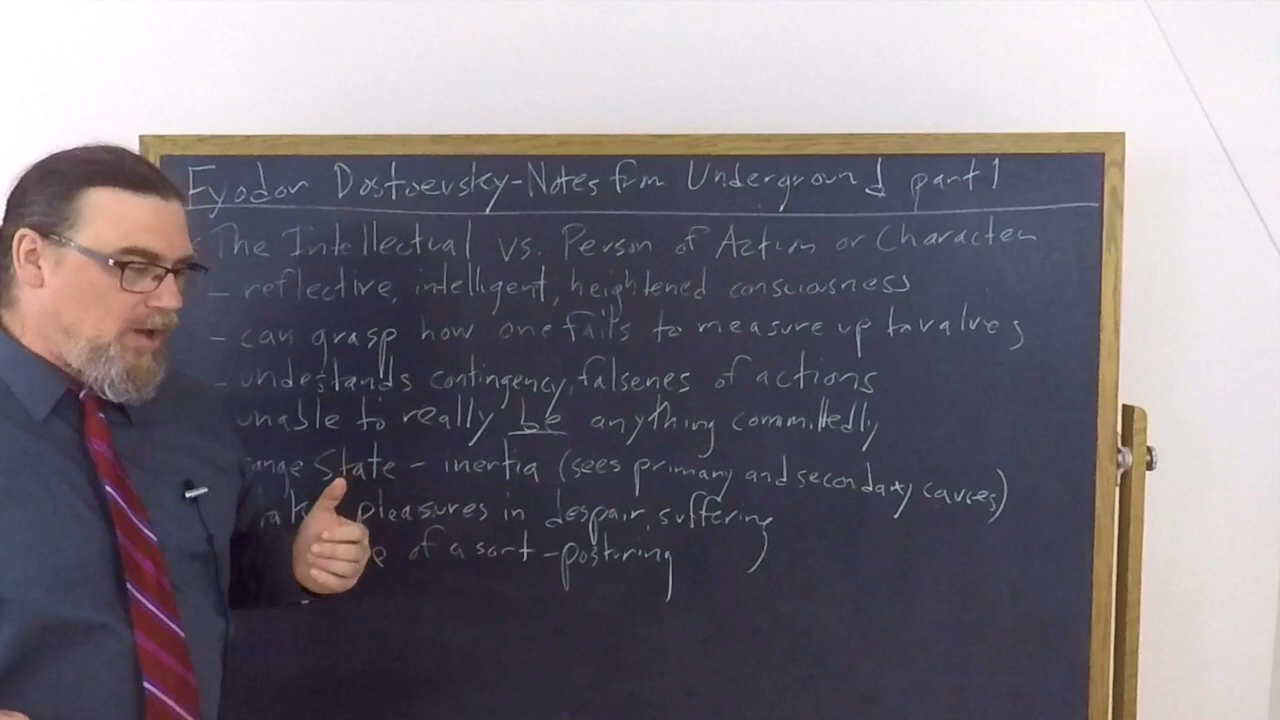 Fyodor Dostoevsky-Notes from Underground part 1
The Intellectual vs. Person of Action or Character
- reflective, intelligent, heightened consciousness
- can grasp how one fails to measure up to values
- undestands contingency, falsenes of actions
unable to really be anything committedly
State - inertia (sees primary and secondary causes)
pleasures in despair, suffering
of a sort - posturing